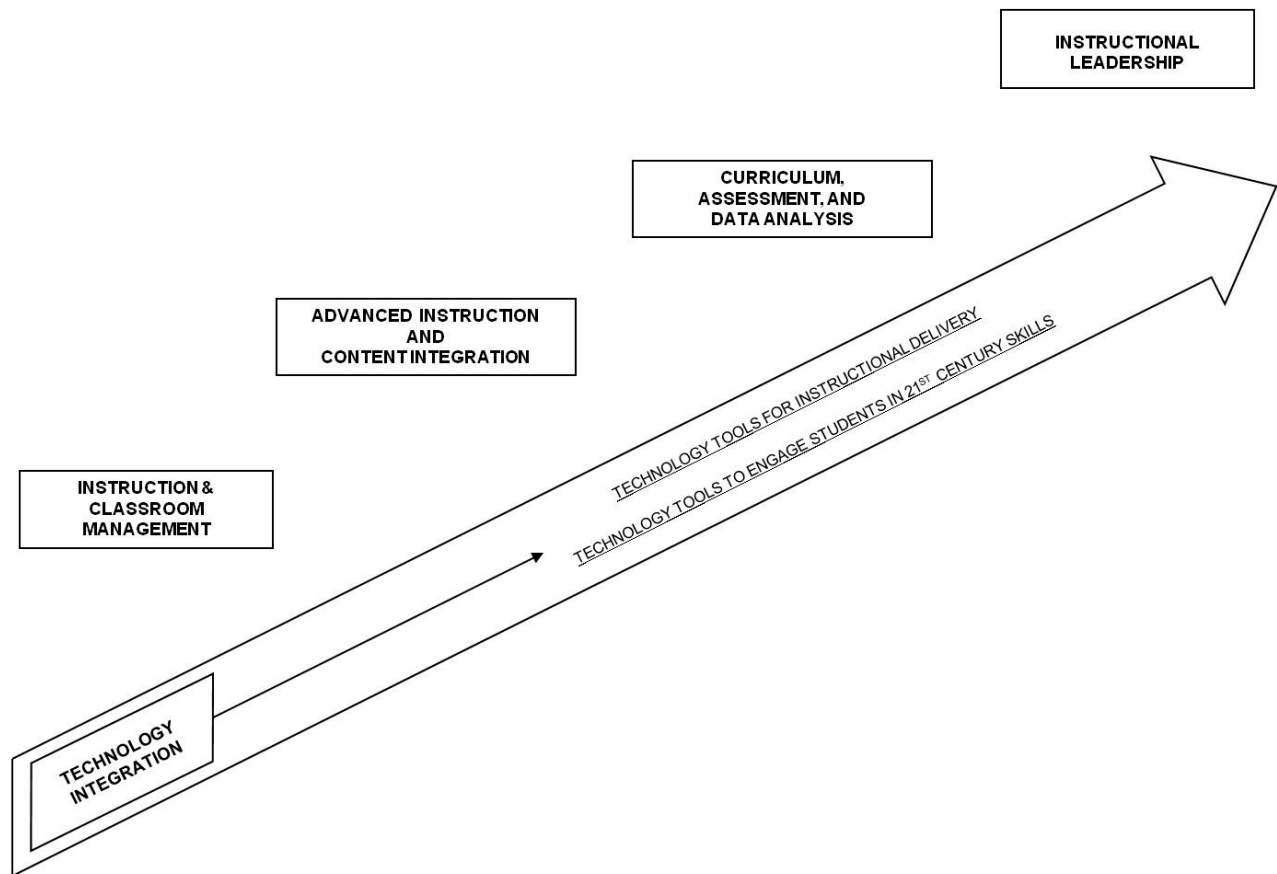 INSTRUCTIONAL
LEADERSHIP
CURRICULUM,
ASSESSMENT, AND
DATA ANALYSIS
ADVANCED INSTRUCTION
AND
CONTENT INTEGRATION
INSTRUCTION &
CLASSROOM
MANAGEMENT
TECHNOLOGY TOOLS FOR INSTRUCTIONAL DELIVERY
TECHNOLOGY TOOLS TO ENGAGE STUDENTS IN 21ST CENTURY SKILLS
TECHNOLOGY
INTEGRATION